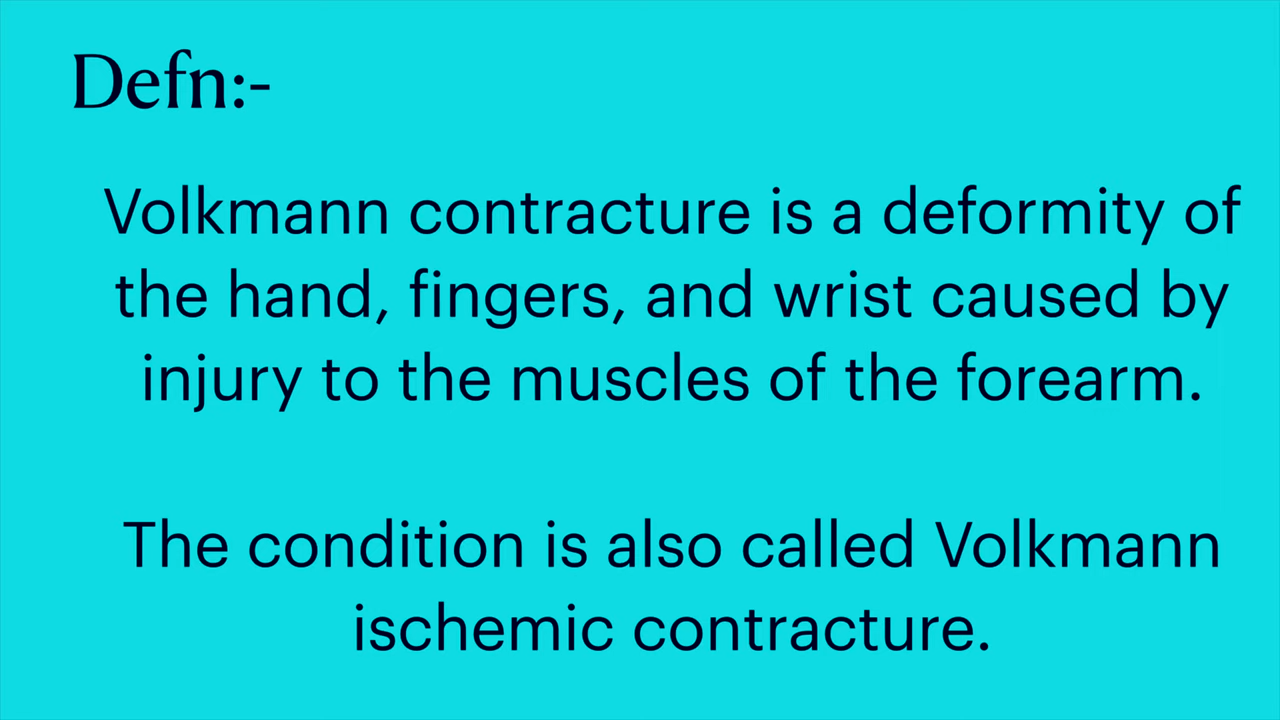 Defn:-
Volkmann contracture is a deformity of
the hand, fingers, and wrist caused by
injury to the muscles of the forearm.
The condition is also called Volkmann
ischemic contracture.